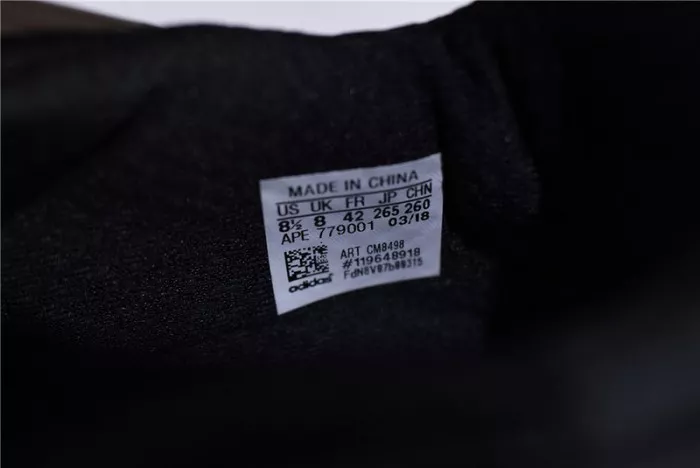 MADE IN CHINA
US UK FR JP CHN
8½ 8 42 265 260
APE 779001 03/18
ART CM8498
#119648918
FdN8V07b00315
adidas